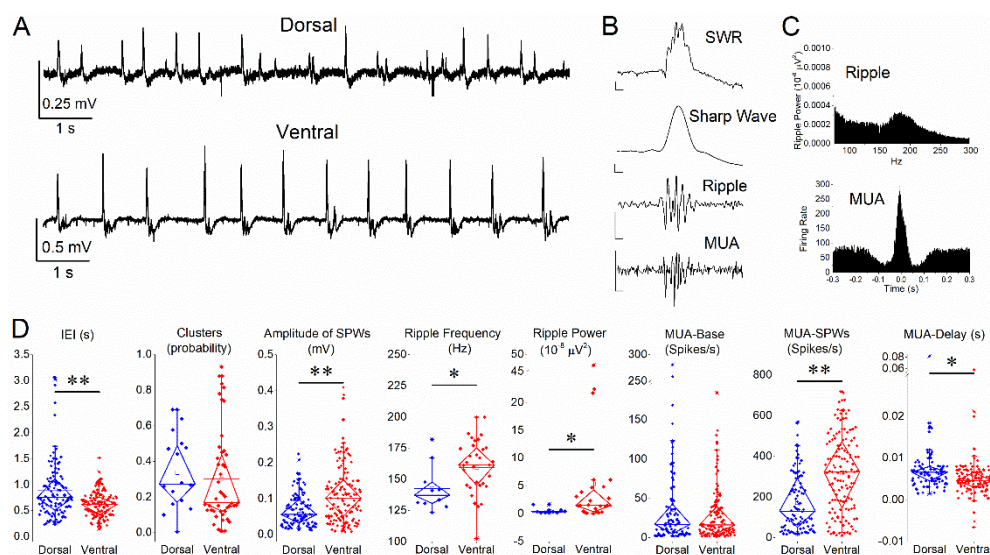 A
Dorsal
0.25 mV
1 s
Ventral
0.5 mV
1 s
B
SWR
Sharp Wave
Ripple
MUA
C
Ripple Power (10⁻⁸ μV²)
0.0010
0.0008
0.0006
0.0004
0.0002
0.0000
Ripple
100 150 200 250 300
Hz
MUA
Firing Rate
300
250
200
150
100
50
0
-0.3 -0.2 -0.1 0.0 0.1 0.2 0.3
Time (s)
D
IEI (s)
3.5
3.0
2.5
2.0
1.5
1.0
0.5
0.0
**
Dorsal Ventral
Clusters
(probability)
1.0
0.8
0.6
0.4
0.2
0.0
Dorsal Ventral
Amplitude of SPWs
(mV)
0.5
0.4
0.3
0.2
0.1
0.0
**
Dorsal Ventral
Ripple Frequency
(Hz)
250
225
200
175
150
125
100
*
Dorsal Ventral
Ripple Power
(10⁻⁸ μV²)
50
25
20
15
10
5
0
-5
*
Dorsal Ventral
MUA-Base
(Spikes/s)
300
250
200
150
100
50
0
Dorsal Ventral
MUA-SPWs
(Spikes/s)
800
600
400
200
0
**
Dorsal Ventral
MUA-Delay (s)
0.08
0.06
0.02
0.01
0.00
-0.01
*
Dorsal Ventral